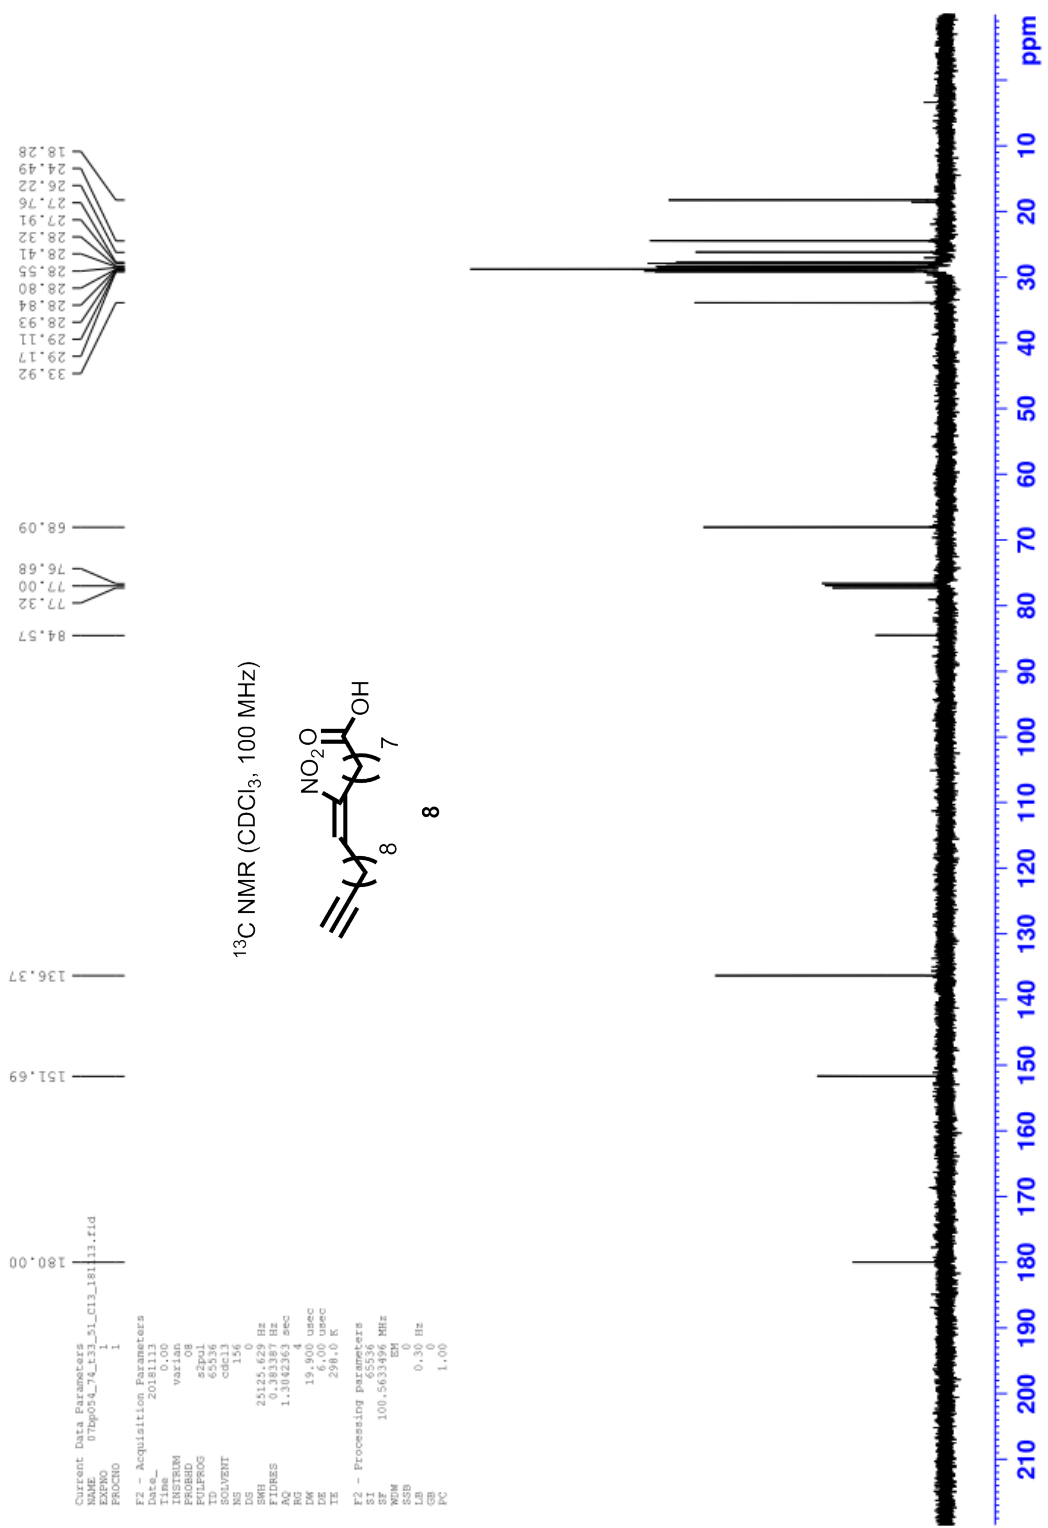 Current Data Parameters
NAME 07bp054_74_t33_51_C13_181113.fid
EXPNO 1
PROCNO 1
F2 - Acquisition Parameters
Date_ 20181113
Time 0.00
INSTRUM varian
PROBHD 08
PULPROG s2pul
TD 65536
SOLVENT cdcl3
NS 156
DS 0
SWH 25125.629 Hz
FIDRES 0.383387 Hz
AQ 1.3042363 sec
RG 4
DW 19.900 usec
DE 6.00 usec
TE 298.0 K
F2 - Processing parameters
SI 65536
SF 100.5633496 MHz
WDW EM
SSB 0
LB 0.30 Hz
GB 0
PC 1.00
180.00
151.69
136.37
84.57
77.32
77.00
76.68
68.09
33.92
29.17
29.11
28.93
28.84
28.80
28.55
28.41
28.32
27.91
27.76
26.22
24.49
18.28
13C NMR (CDCl3, 100 MHz)
NO2 O
OH
8
7
8
210 200 190 180 170 160 150 140 130 120 110 100 90 80 70 60 50 40 30 20 10 ppm